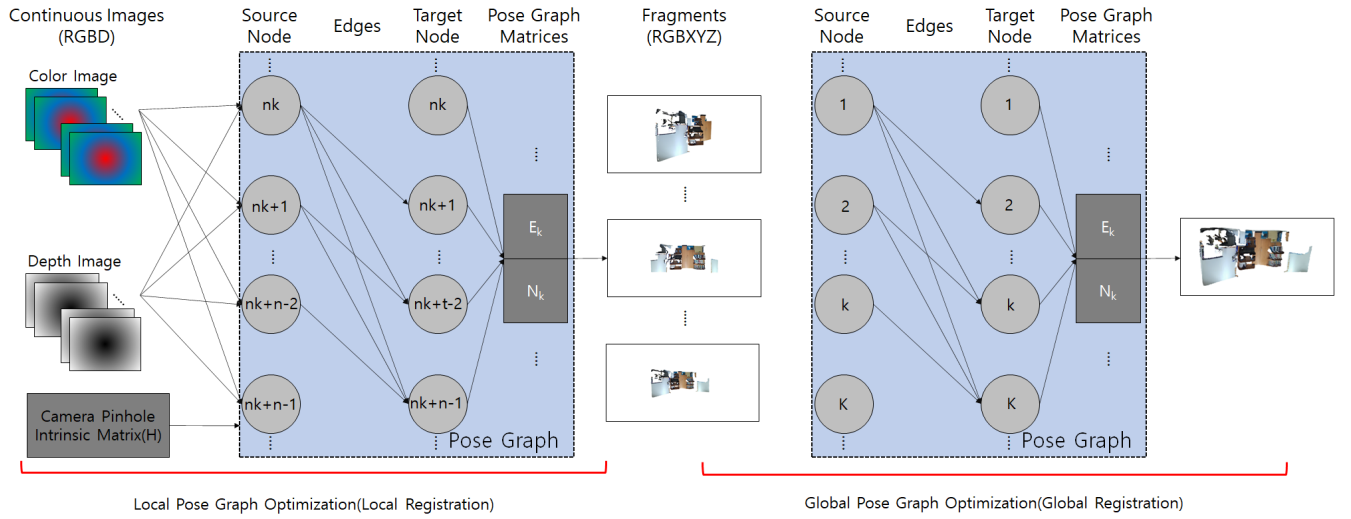 Continuous Images
(RGBD)
Source
Node
Edges
Target
Node
Pose Graph
Matrices
Fragments
(RGBXYZ)
Source
Node
Edges
Target
Node
Pose Graph
Matrices
Color Image
Depth Image
Camera Pinhole
Intrinsic Matrix(H)
nk
nk+1
nk+n-2
nk+n-1
nk
nk+1
nk+t-2
nk+n-1
Ek
Nk
Pose Graph
1
2
k
K
1
2
k
K
Ek
Nk
Pose Graph
Local Pose Graph Optimization(Local Registration)
Global Pose Graph Optimization(Global Registration)